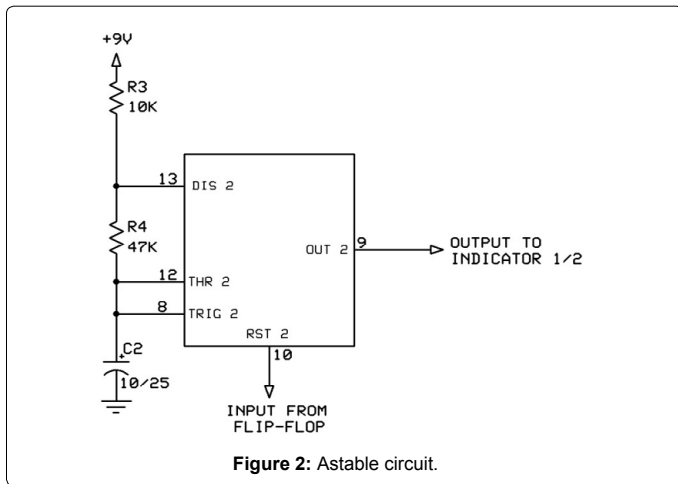 +9V
R3
10K
13
DIS 2
R4
47K
9
OUT 2
OUTPUT TO
INDICATOR 1/2
12
THR 2
8
TRIG 2
RST 2
C2
+
10
10/25
INPUT FROM
FLIP-FLOP
Figure 2: Astable circuit.